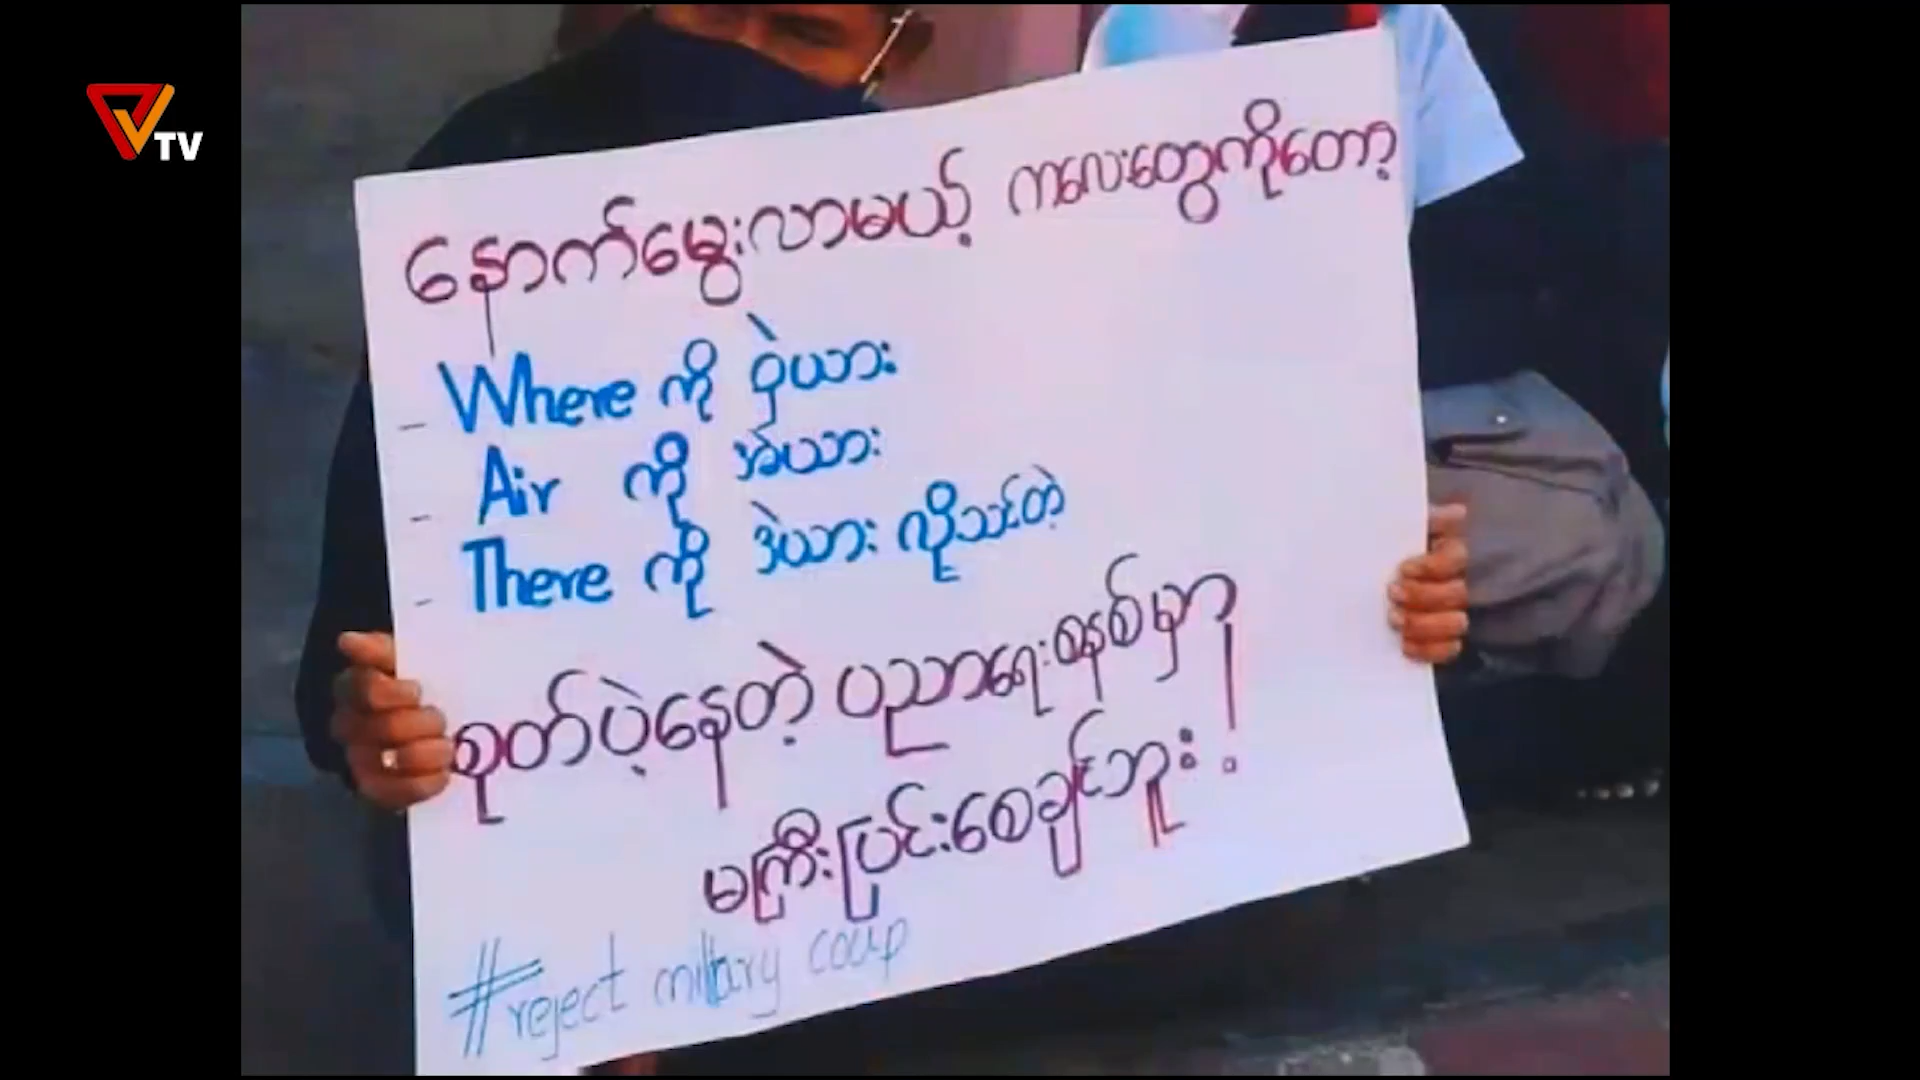 TV
နောက်မွေးလာမယ့် ကလေးတွေကိုတော့
- Where ကို ဝှဲယား
- Air ကို အဲယား
- There ကို ဒဲယား လို့သင်တဲ့
စုတ်ပဲ့နေတဲ့ ပညာရေးစနစ်မှာ
မကြီးပြင်းစေချင်ဘူး !
#reject military coup